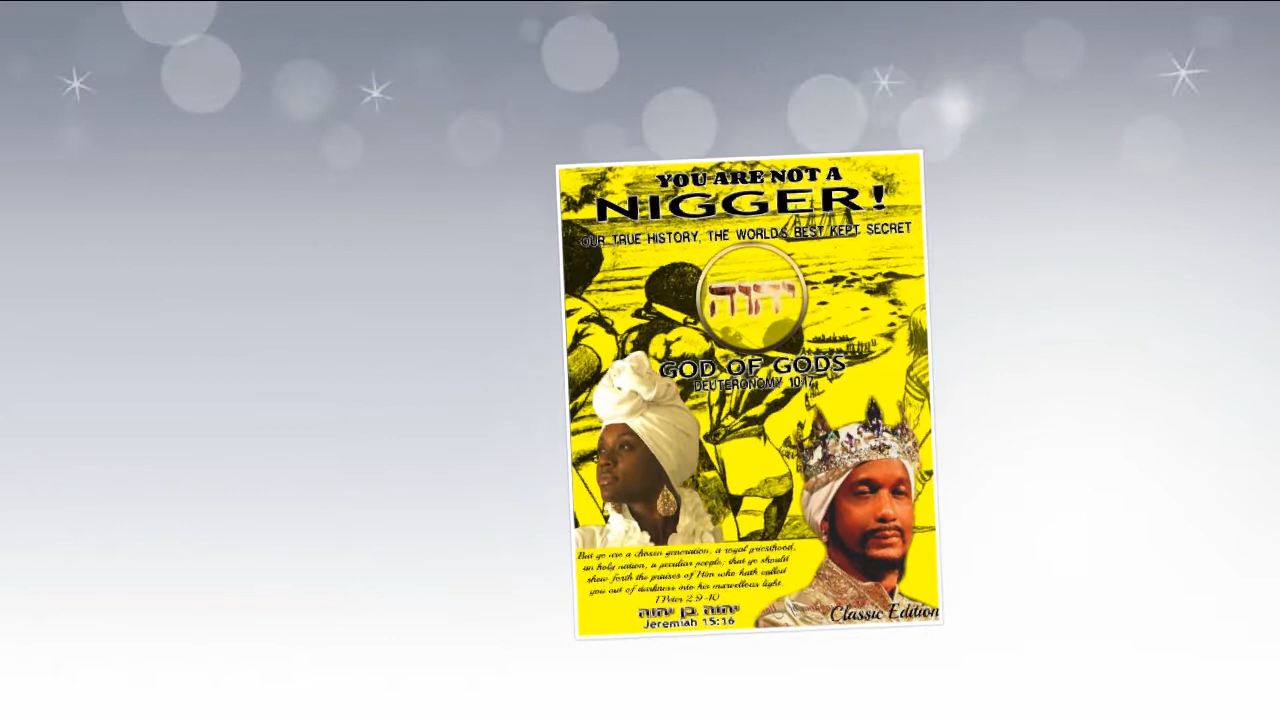 YOU ARE NOT A
NIGGER!
OUR TRUE HISTORY, THE WORLD'S BEST KEPT SECRET
יהוה
GOD OF GODS
DEUTERONOMY 10:17
But ye are a chosen generation, a royal priesthood,
an holy nation, a peculiar people; that ye should
show forth the praises of Him who hath called
you out of darkness into his marvellous light.
1 Peter 2:9-10
יהוה בן יהוה
Jeremiah 15:16
Classic Edition